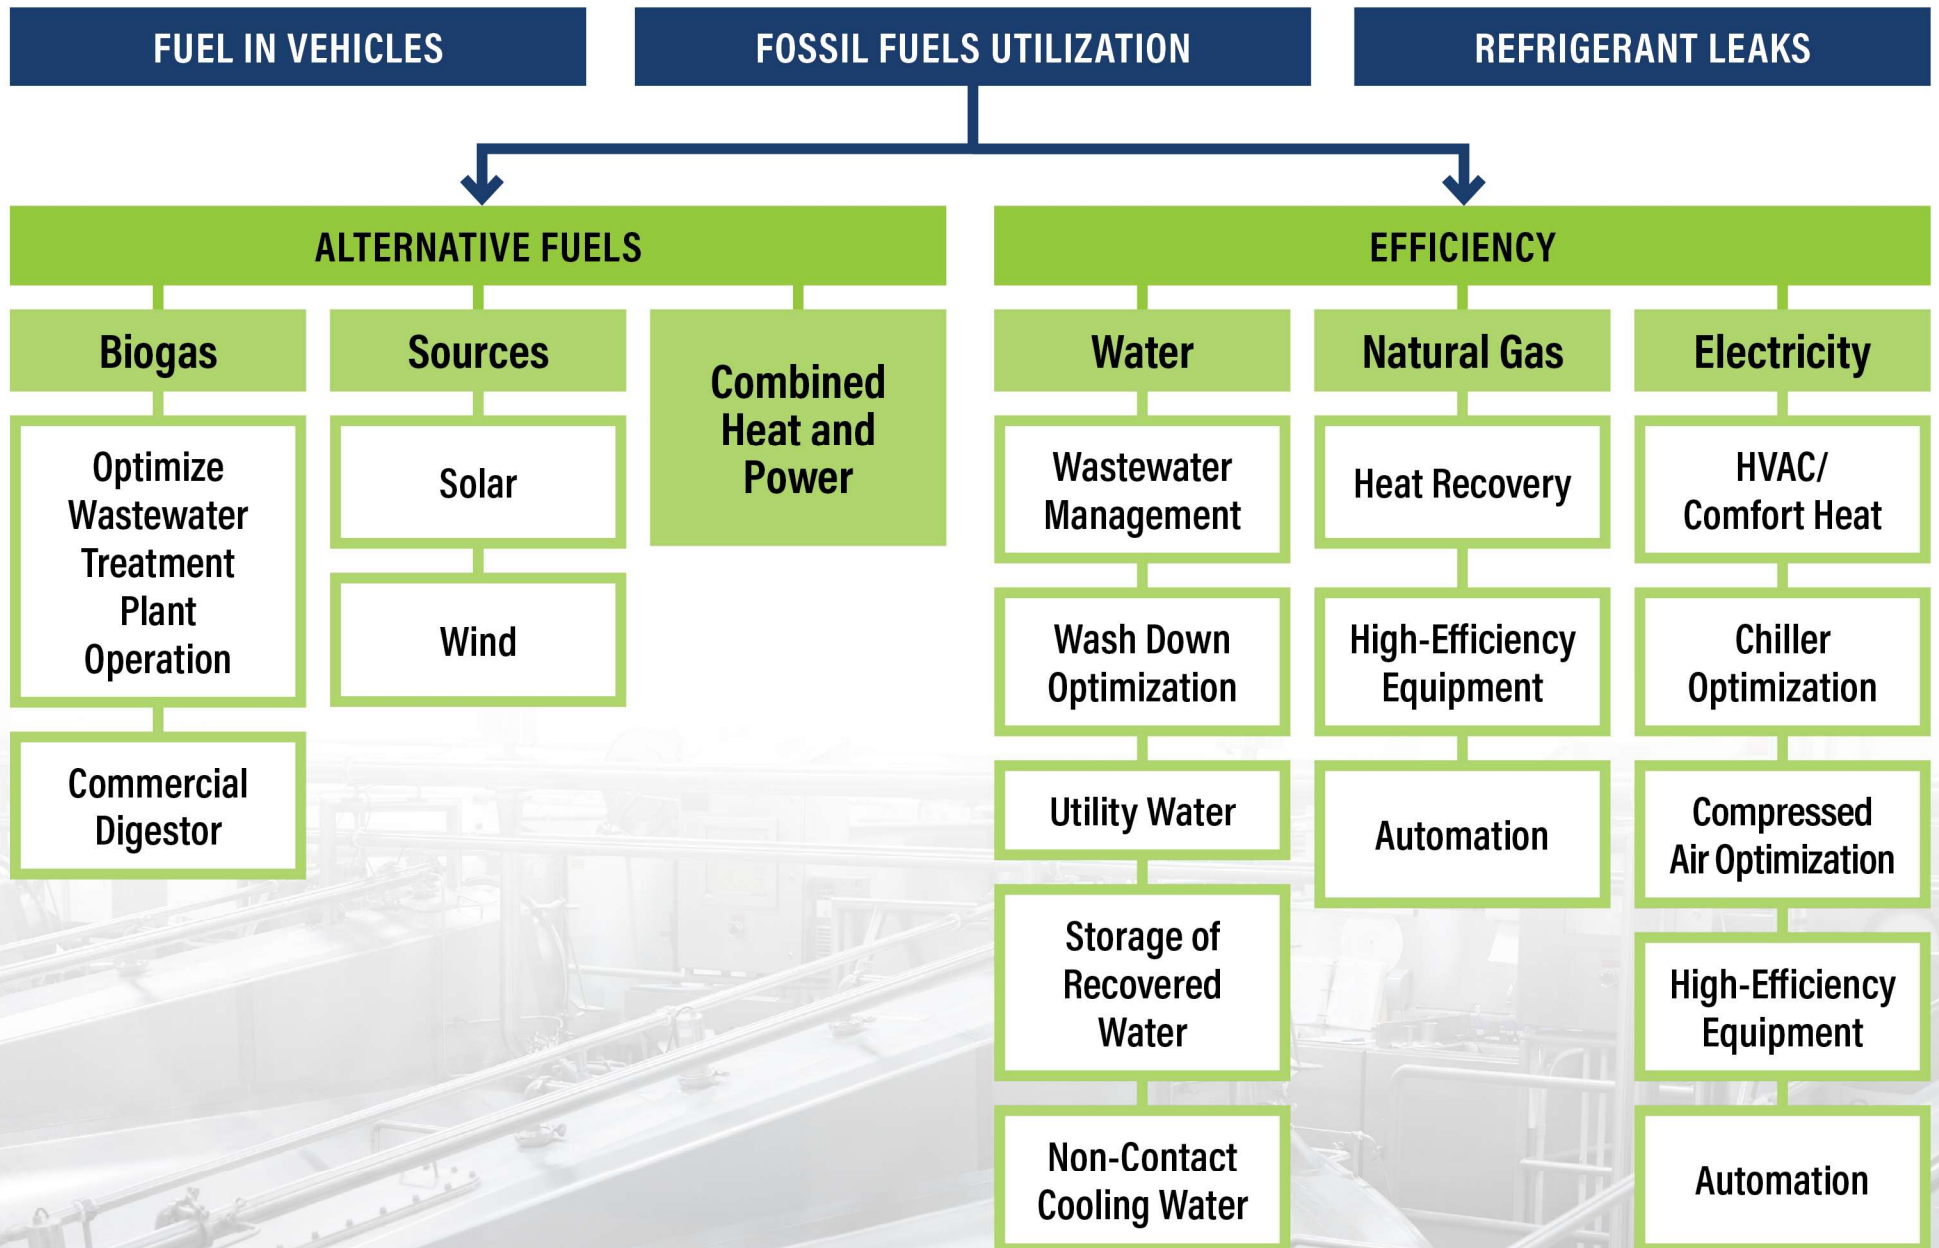 FUEL IN VEHICLES
FOSSIL FUELS UTILIZATION
REFRIGERANT LEAKS
ALTERNATIVE FUELS
Biogas
Optimize
Wastewater
Treatment
Plant
Operation
Commercial
Digestor
Sources
Solar
Wind
Combined
Heat and
Power
EFFICIENCY
Water
Wastewater
Management
Wash Down
Optimization
Utility Water
Storage of
Recovered
Water
Non-Contact
Cooling Water
Natural Gas
Heat Recovery
High-Efficiency
Equipment
Automation
Electricity
HVAC/
Comfort Heat
Chiller
Optimization
Compressed
Air Optimization
High-Efficiency
Equipment
Automation